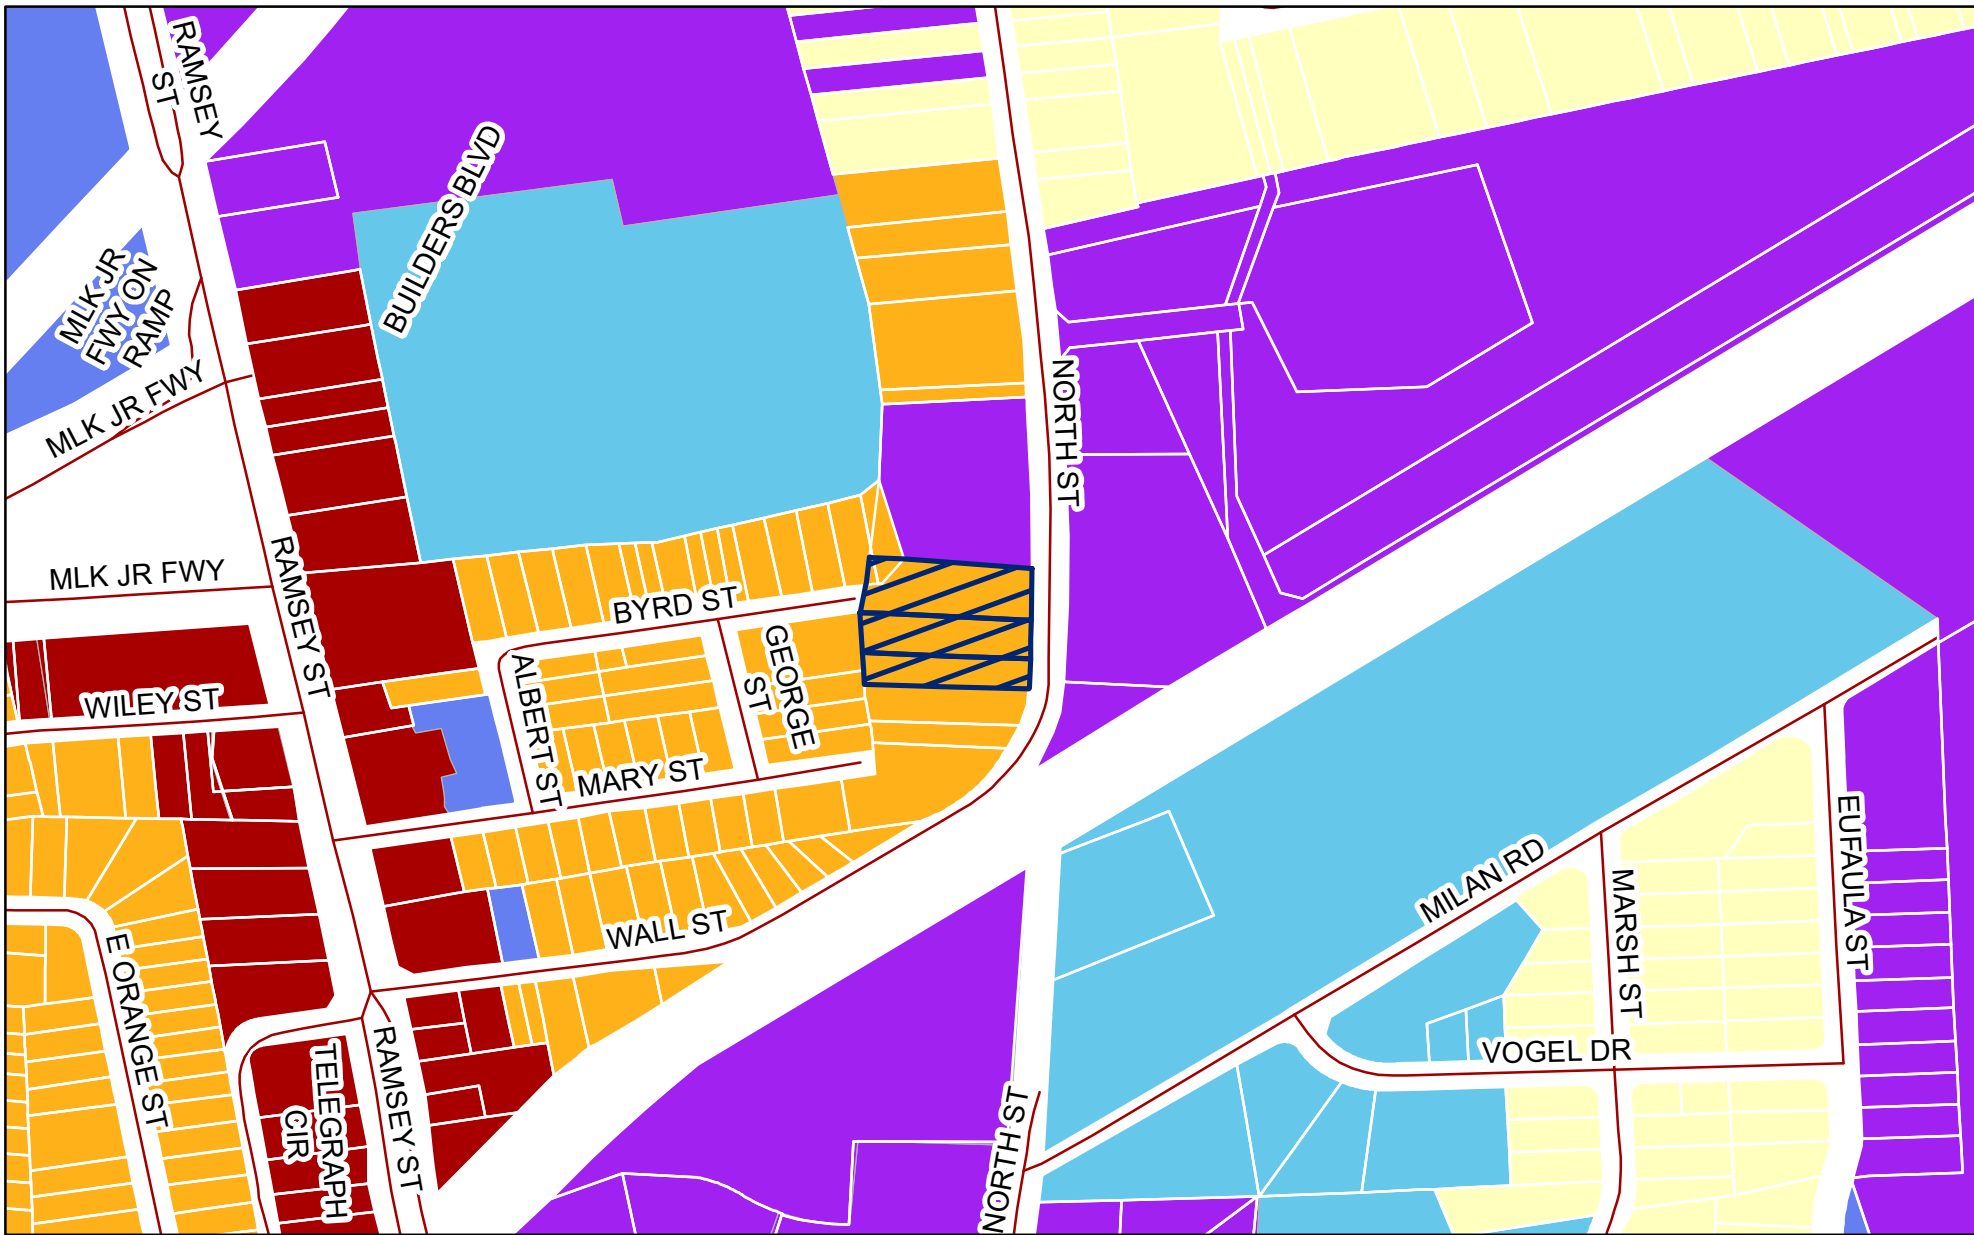 RAMSEY
ST
BUILDERS BLVD
MLK JR
FWY ON
RAMP
MLK JR FWY
NORTH ST
MLK JR FWY
RAMSEY ST
BYRD ST
GEORGE
ST
WILEY ST
ALBERT ST
MARY ST
EUFAULA ST
MILAN RD
MARSH ST
WALL ST
E ORANGE ST
VOGEL DR
RAMSEY ST
TELEGRAPH
CIR
NORTH ST